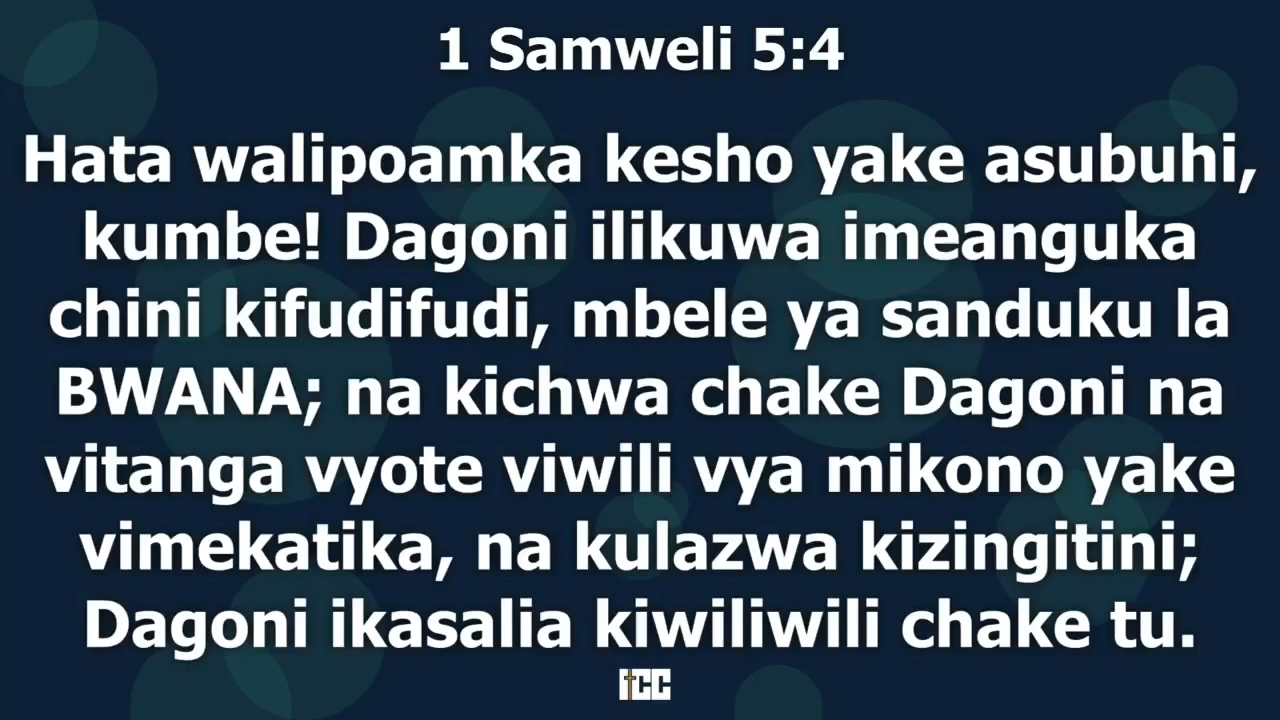 1 Samweli 5:4
Hata walipoamka kesho yake asubuhi,
kumbe! Dagoni ilikuwa imeanguka
chini kifudifudi, mbele ya sanduku la
BWANA; na kichwa chake Dagoni na
vitanga vyote viwili vya mikono yake
vimekatika, na kulazwa kizingitini;
Dagoni ikasalia kiwiliwili chake tu.
iCC